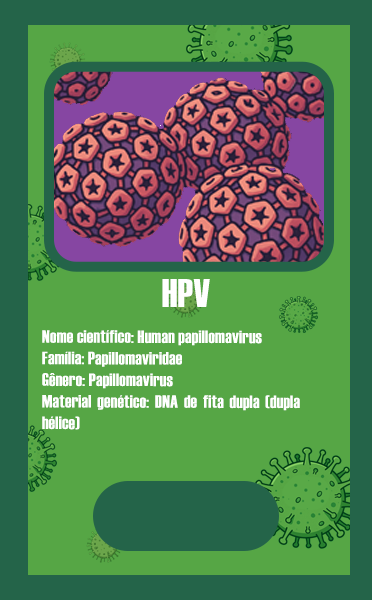 HPV
Nome científico: Human papillomavirus
Família: Papillomaviridae
Gênero: Papillomavirus
Material genético: DNA de fita dupla (dupla
hélice)